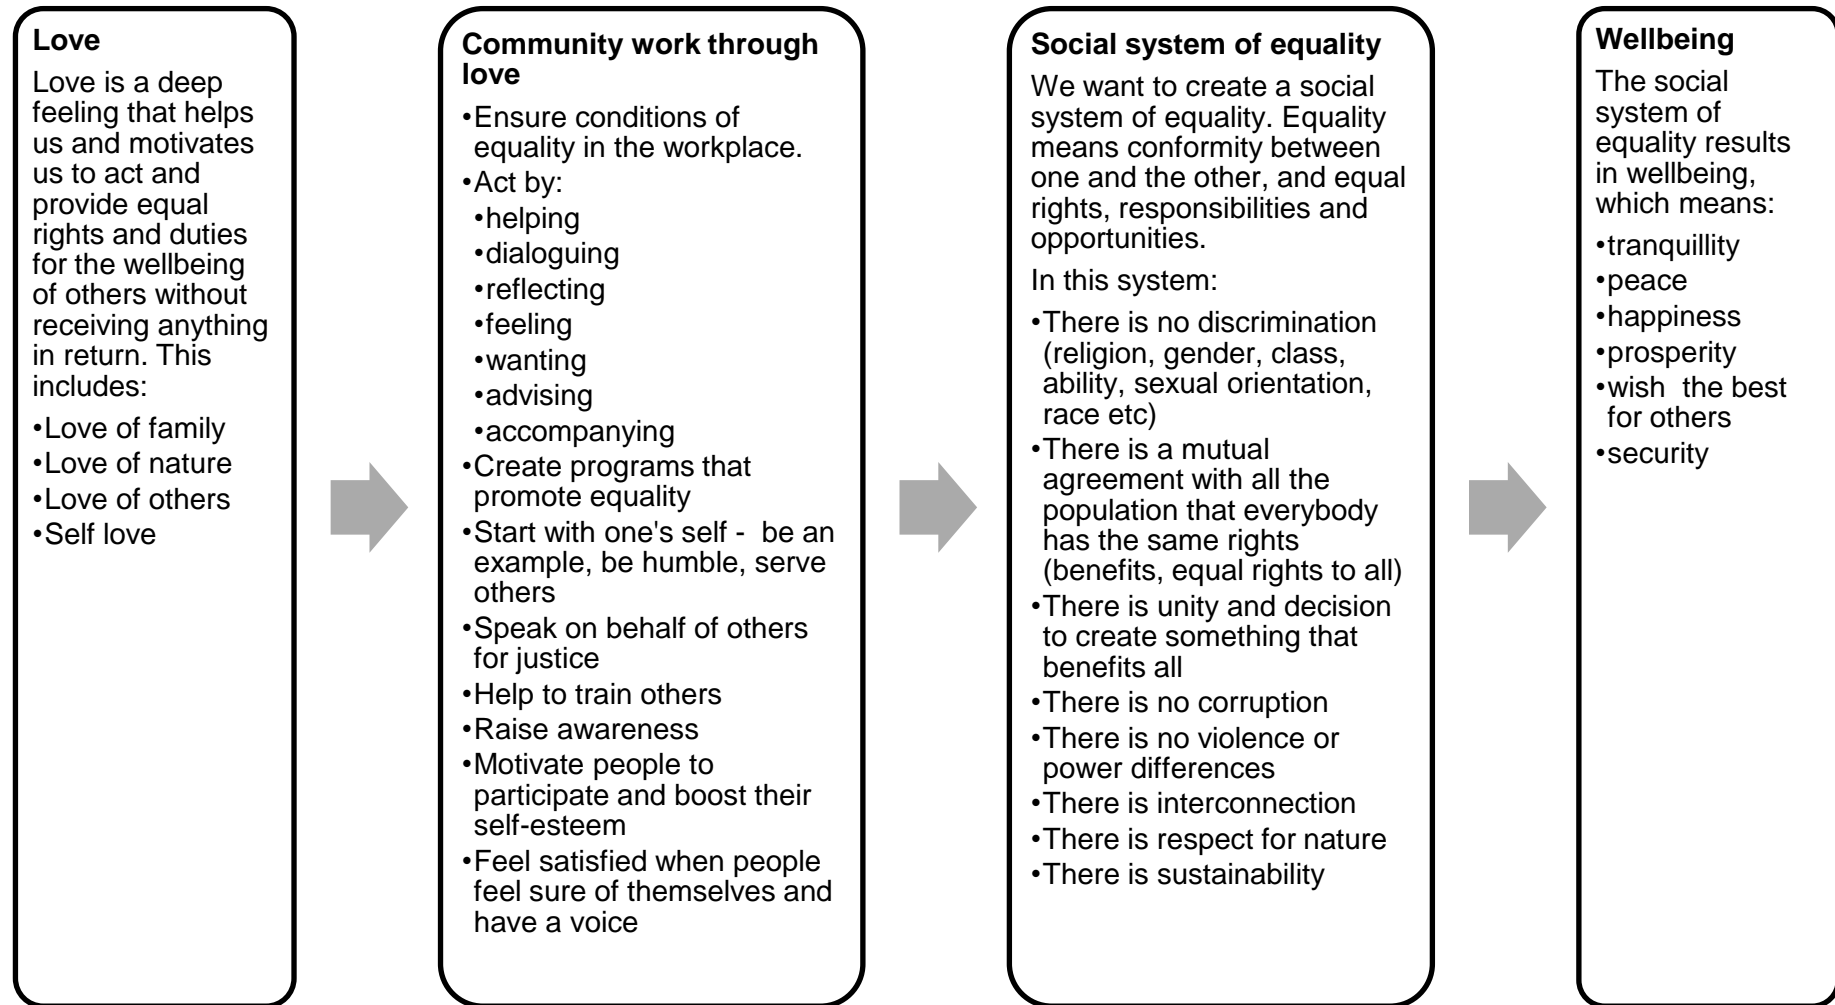 Love
Love is a deep
feeling that helps
us and motivates
us to act and
provide equal
rights and duties
for the wellbeing
of others without
receiving anything
in return. This
includes:
•Love of family
•Love of nature
•Love of others
•Self love
Community work through
love
•Ensure conditions of
equality in the workplace.
•Act by:
•helping
•dialoguing
•reflecting
•feeling
•wanting
•advising
•accompanying
•Create programs that
promote equality
•Start with one's self - be an
example, be humble, serve
others
•Speak on behalf of others
for justice
•Help to train others
•Raise awareness
•Motivate people to
participate and boost their
self-esteem
•Feel satisfied when people
feel sure of themselves and
have a voice
Social system of equality
We want to create a social
system of equality. Equality
means conformity between
one and the other, and equal
rights, responsibilities and
opportunities.
In this system:
•There is no discrimination
(religion, gender, class,
ability, sexual orientation,
race etc)
•There is a mutual
agreement with all the
population that everybody
has the same rights
(benefits, equal rights to all)
•There is unity and decision
to create something that
benefits all
•There is no corruption
•There is no violence or
power differences
•There is interconnection
•There is respect for nature
•There is sustainability
Wellbeing
The social
system of
equality results
in wellbeing,
which means:
•tranquillity
•peace
•happiness
•prosperity
•wish the best
for others
•security